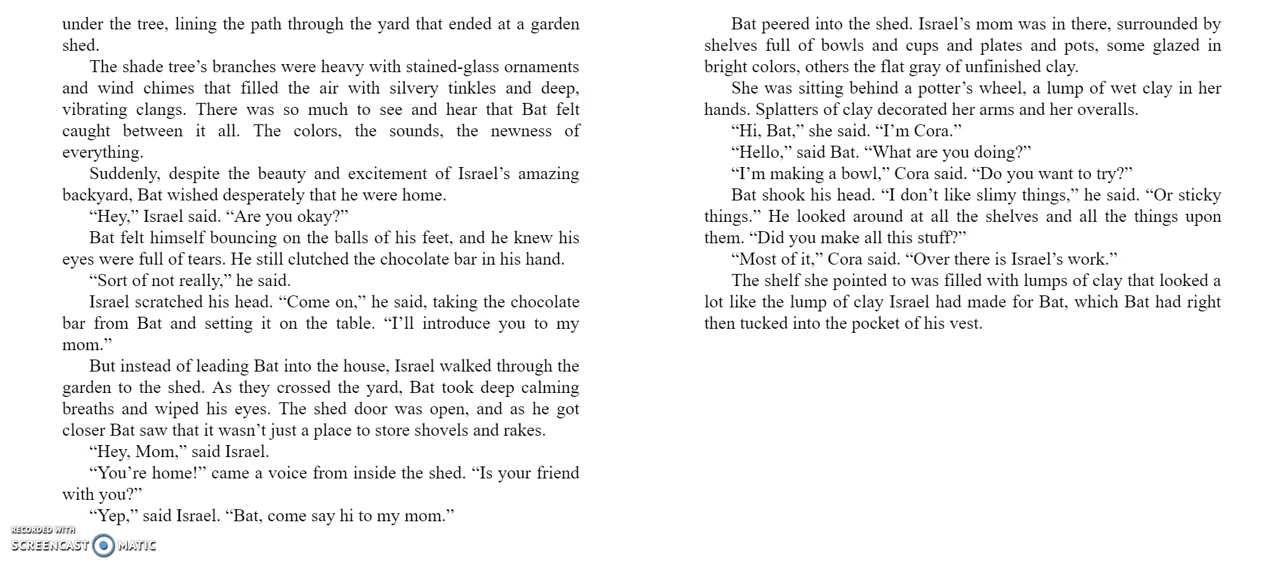 under the tree, lining the path through the yard that ended at a garden
shed.
The shade tree’s branches were heavy with stained-glass ornaments
and wind chimes that filled the air with silvery tinkles and deep,
vibrating clangs. There was so much to see and hear that Bat felt
caught between it all. The colors, the sounds, the newness of
everything.
Suddenly, despite the beauty and excitement of Israel’s amazing
backyard, Bat wished desperately that he were home.
“Hey,” Israel said. “Are you okay?”
Bat felt himself bouncing on the balls of his feet, and he knew his
eyes were full of tears. He still clutched the chocolate bar in his hand.
“Sort of not really,” he said.
Israel scratched his head. “Come on,” he said, taking the chocolate
bar from Bat and setting it on the table. “I’ll introduce you to my
mom.”
But instead of leading Bat into the house, Israel walked through the
garden to the shed. As they crossed the yard, Bat took deep calming
breaths and wiped his eyes. The shed door was open, and as he got
closer Bat saw that it wasn’t just a place to store shovels and rakes.
“Hey, Mom,” said Israel.
“You’re home!” came a voice from inside the shed. “Is your friend
with you?”
“Yep,” said Israel. “Bat, come say hi to my mom.”
Bat peered into the shed. Israel’s mom was in there, surrounded by
shelves full of bowls and cups and plates and pots, some glazed in
bright colors, others the flat gray of unfinished clay.
She was sitting behind a potter’s wheel, a lump of wet clay in her
hands. Splatters of clay decorated her arms and her overalls.
“Hi, Bat,” she said. “I’m Cora.”
“Hello,” said Bat. “What are you doing?”
“I’m making a bowl,” Cora said. “Do you want to try?”
Bat shook his head. “I don’t like slimy things,” he said. “Or sticky
things.” He looked around at all the shelves and all the things upon
them. “Did you make all this stuff?”
“Most of it,” Cora said. “Over there is Israel’s work.”
The shelf she pointed to was filled with lumps of clay that looked a
lot like the lump of clay Israel had made for Bat, which Bat had right
then tucked into the pocket of his vest.
RECORDED WITH
SCREENCAST MATIC